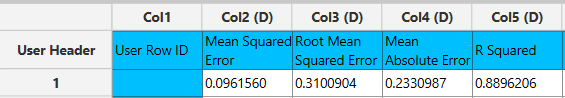 Col1 Col2 (D) Col3 (D) Col4 (D) Col5 (D)
User Header User Row ID Mean Squared Error Root Mean Squared Error Mean Absolute Error R Squared
1 0.0961560 0.3100904 0.2330987 0.8896206